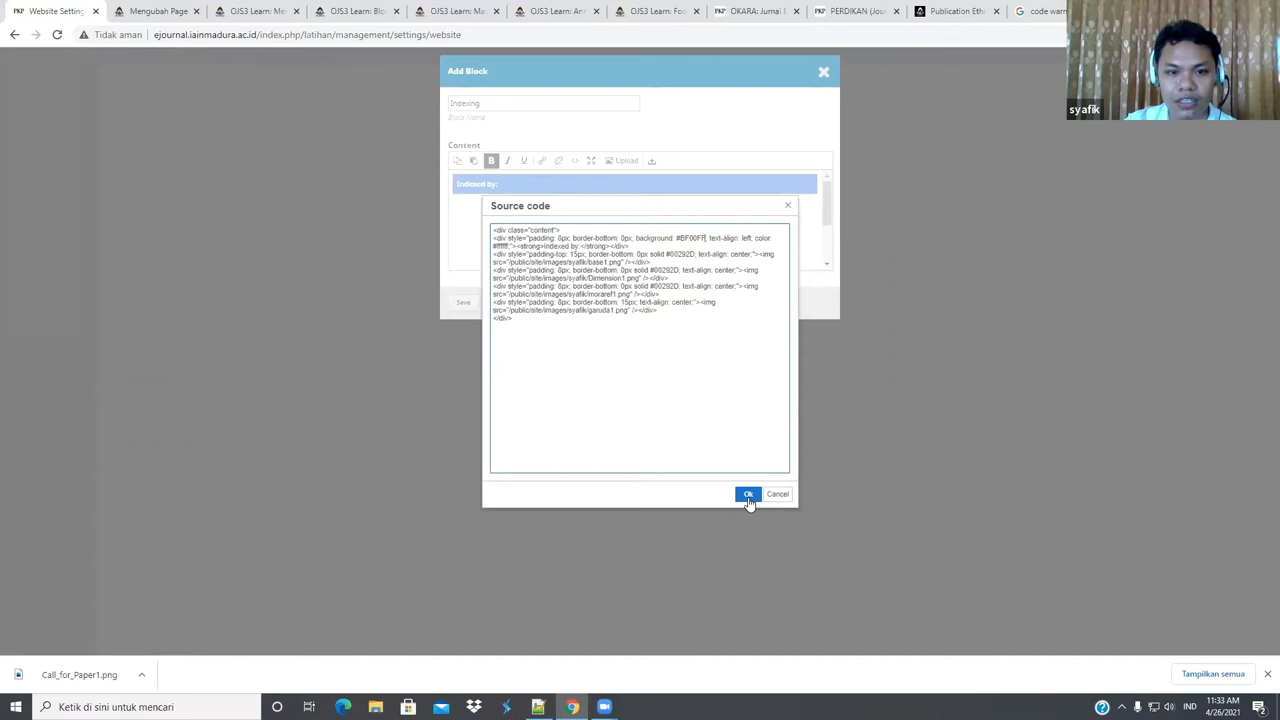 PKP Website Setting
Mengubah Page
OJS3 Learn: Me
OJS3 Learn: Blo
OJS3 Learn: Ma
OJS3 Learn: Ann
OJS3 Learn: Foo
PKP OKARA: Jurnal B
PKP PERDIKAN (Jou
Publication Ethi
code warn
Tidak aman
ejournal.iainmadura.ac.id/index.php/latihan/management/settings/website
syafik
Add Block
Indexing
Block Name
Content
B I U Upload
Indexed by:
Source code
<div class="content">
<div style="padding: 8px; border-bottom: 0px; background: #BF00FF; text-align: left; color:
#ffffff;"><strong>Indexed by:</strong></div>
<div style="padding-top: 15px; border-bottom: 0px solid #00292D; text-align: center;"><img
src="/public/site/images/syafik/base1.png" /></div>
<div style="padding: 8px; border-bottom: 0px solid #00292D; text-align: center;"><img
src="/public/site/images/syafik/Dimension1.png" /></div>
<div style="padding: 8px; border-bottom: 0px solid #00292D; text-align: center;"><img
src="/public/site/images/syafik/moraref1.png" /></div>
<div style="padding: 8px; border-bottom: 15px; text-align: center;"><img
src="/public/site/images/syafik/garuda1.png" /></div>
</div>
Save
Ok
Cancel
Call_for_Paper1.png
Tampilkan semua
Ketik di sini untuk mencari
IND
11:33 AM
4/26/2021
2